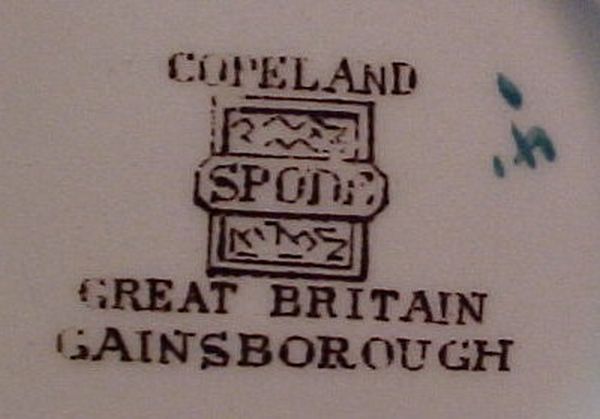 COPELAND
SPODE
GREAT BRITAIN
GAINSBOROUGH